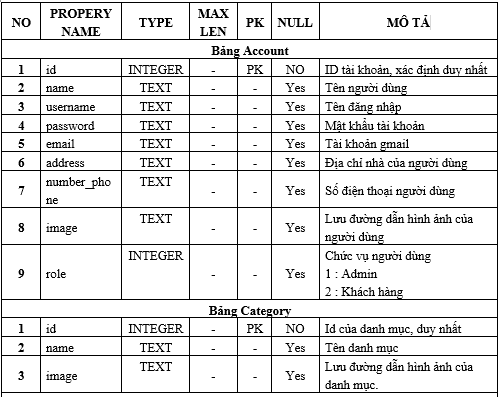 NO PROPERY NAME TYPE MAX LEN PK NULL MÔ TẢ
Bảng Account
1 id INTEGER - PK NO ID tài khoản, xác định duy nhất
2 name TEXT - - Yes Tên người dùng
3 username TEXT - - Yes Tên đăng nhập
4 password TEXT - - Yes Mật khẩu tài khoản
5 email TEXT - - Yes Tài khoản gmail
6 address TEXT - - Yes Địa chỉ nhà của người dùng
7 number_pho
ne TEXT - - Yes Số điện thoại người dùng
8 image TEXT - - Yes Lưu đường dẫn hình ảnh của
người dùng
9 role INTEGER - - Yes Chức vụ người dùng
1 : Admin
2 : Khách hàng
Bảng Category
1 id INTEGER - PK NO Id của danh mục, duy nhất
2 name TEXT - - Yes Tên danh mục
3 image TEXT - - Yes Lưu đường dẫn hình ảnh của
danh mục.